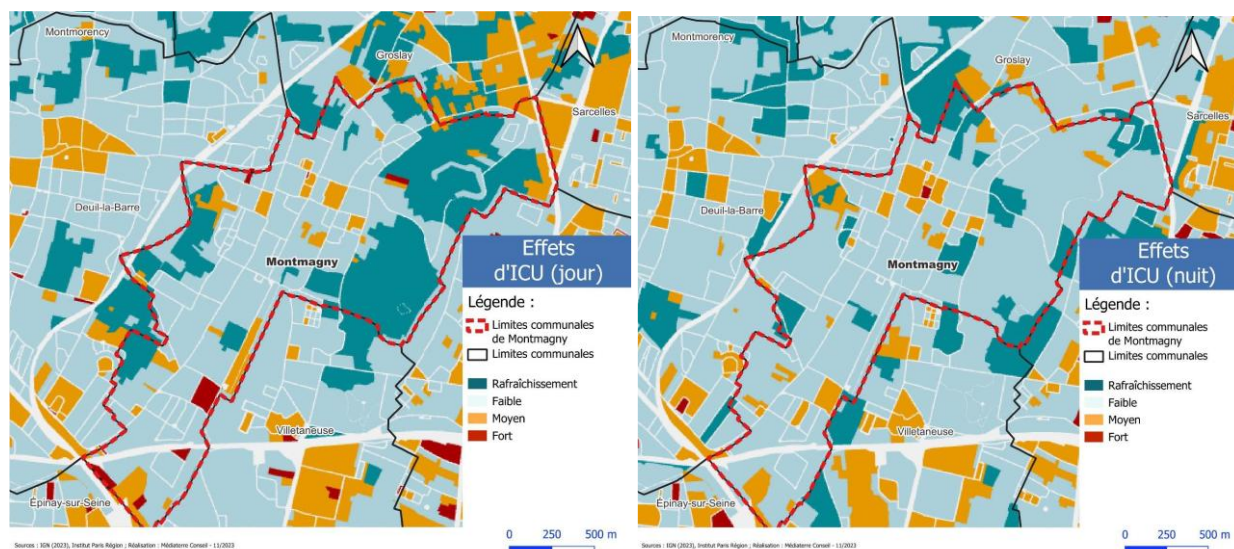 Montmorency
Groslay
Sarcelles
Deuil-la-Barre
Montmagny
Villetaneuse
Épinay-sur-Seine
Effets
d'ICU (jour)
Légende :
Limites communales
de Montmagny
Limites communales
Rafraîchissement
Faible
Moyen
Fort
0 250 500 m
Sources : IGN (2023), Institut Paris Région ; Réalisation : Médiaterre Conseil - 11/2023
Montmorency
Groslay
Sarcelles
Deuil-la-Barre
Montmagny
Villetaneuse
Épinay-sur-Seine
Effets
d'ICU (nuit)
Légende :
Limites communales
de Montmagny
Limites communales
Rafraîchissement
Faible
Moyen
Fort
0 250 500 m
Sources : IGN (2023), Institut Paris Région ; Réalisation : Médiaterre Conseil - 11/2023